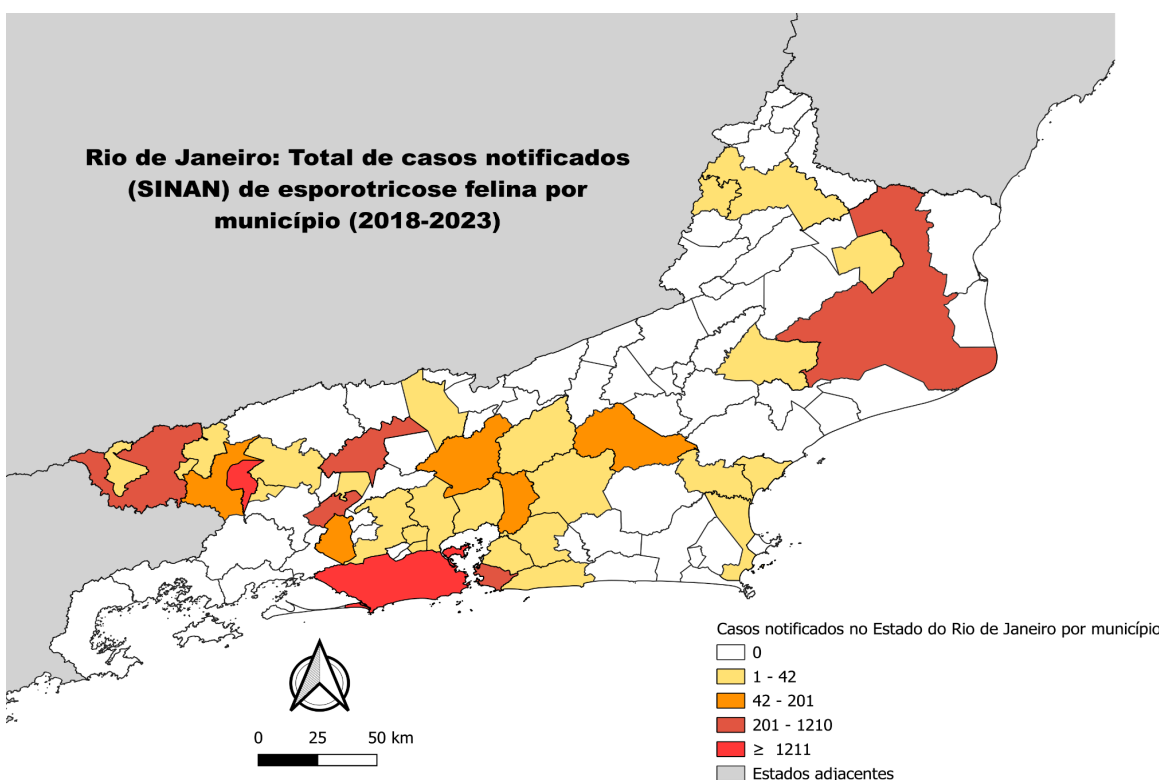 Rio de Janeiro: Total de casos notificados
(SINAN) de esporotricose felina por
município (2018-2023)
0 25 50 km
Casos notificados no Estado do Rio de Janeiro por município
0
1 - 42
42 - 201
201 - 1210
≥ 1211
Estados adjacentes